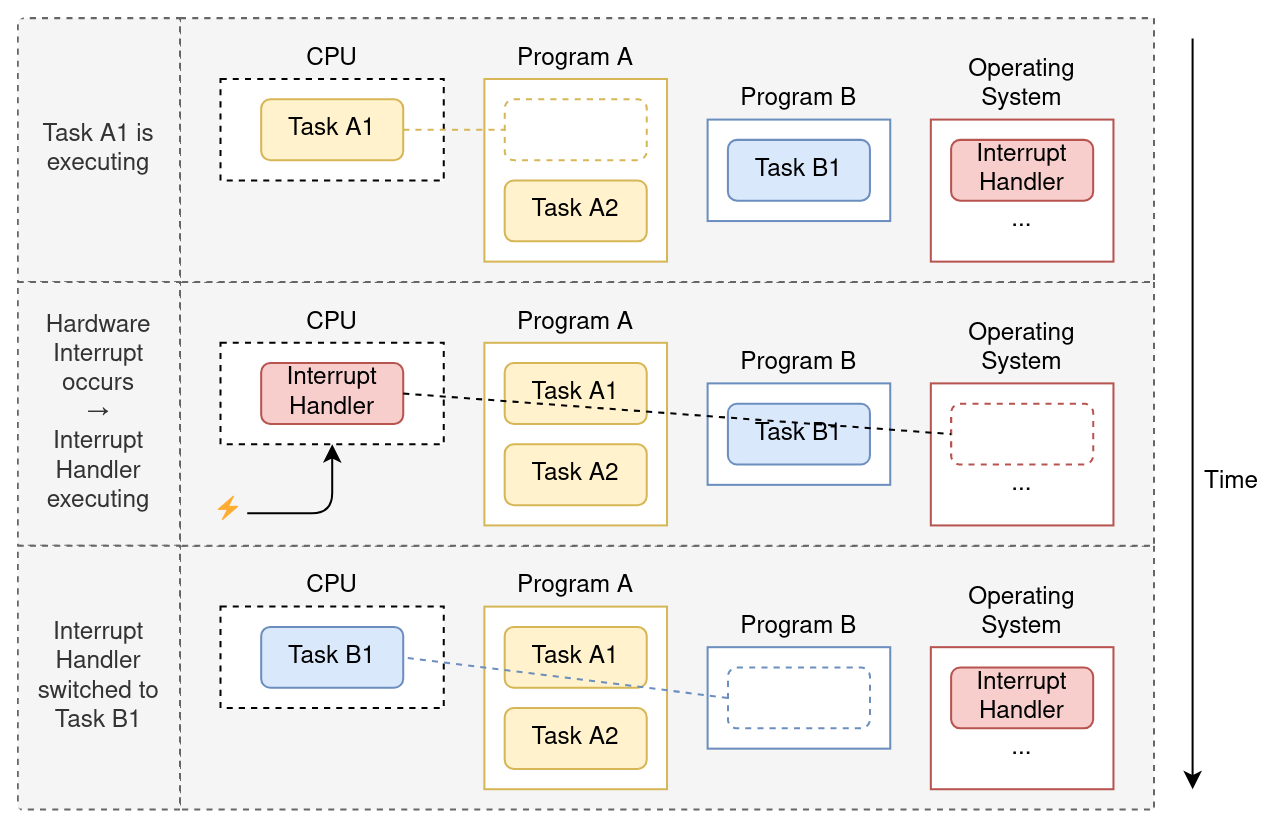 Task A1 is
executing
CPU
Task A1
Program A
Task A2
Program B
Task B1
Operating
System
Interrupt
Handler
...
Hardware
Interrupt
occurs
→
Interrupt
Handler
executing
CPU
Interrupt
Handler
Program A
Task A1
Task A2
Program B
Task B1
Operating
System
...
Interrupt
Handler
switched to
Task B1
CPU
Task B1
Program A
Task A1
Task A2
Program B
Operating
System
Interrupt
Handler
...
Time